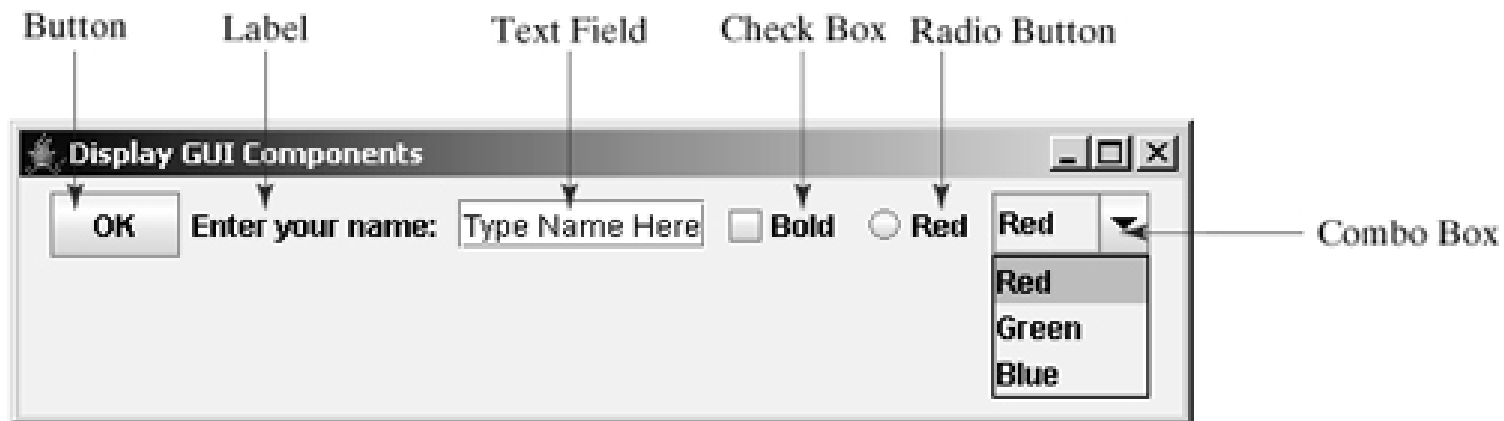 Button Label Text Field Check Box Radio Button
Display GUI Components
OK Enter your name: Type Name Here Bold Red Red
Combo Box
Red
Green
Blue